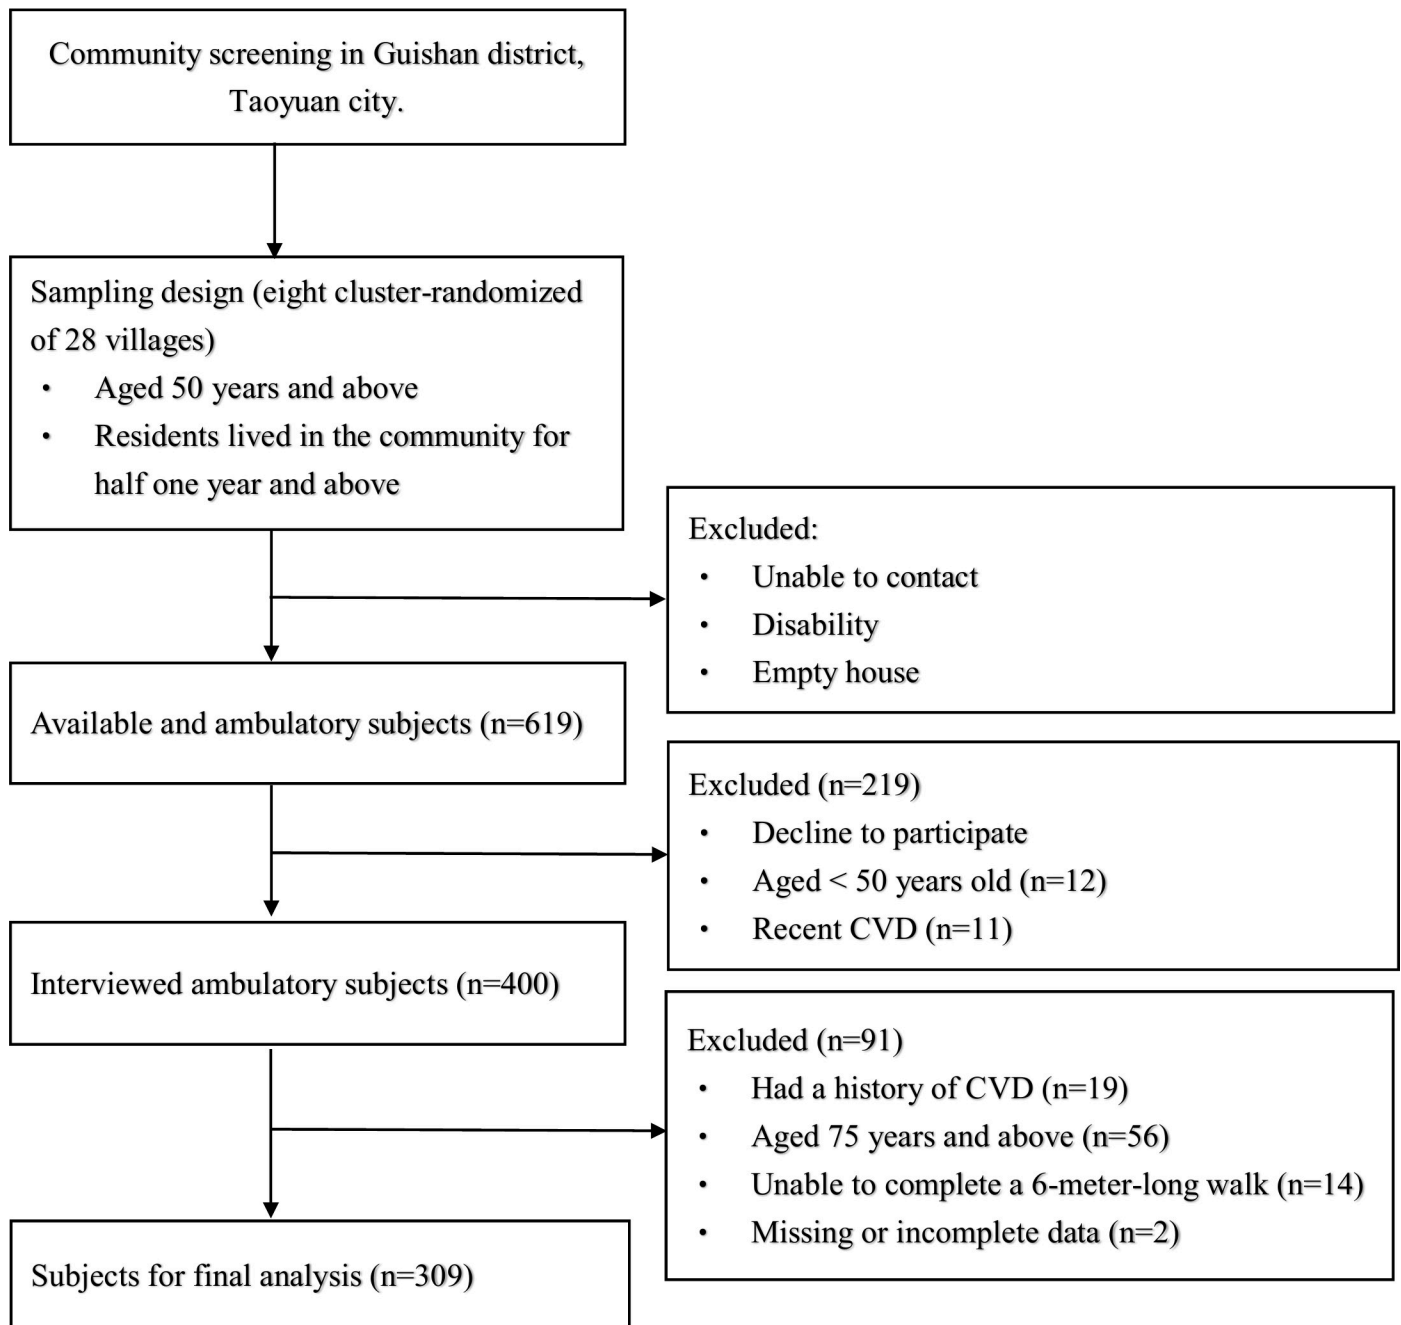 Community screening in Guishan district,
Taoyuan city.
Sampling design (eight cluster-randomized
of 28 villages)
· Aged 50 years and above
· Residents lived in the community for
half one year and above
Excluded:
· Unable to contact
· Disability
· Empty house
Available and ambulatory subjects (n=619)
Excluded (n=219)
· Decline to participate
· Aged < 50 years old (n=12)
· Recent CVD (n=11)
Interviewed ambulatory subjects (n=400)
Excluded (n=91)
· Had a history of CVD (n=19)
· Aged 75 years and above (n=56)
· Unable to complete a 6-meter-long walk (n=14)
· Missing or incomplete data (n=2)
Subjects for final analysis (n=309)